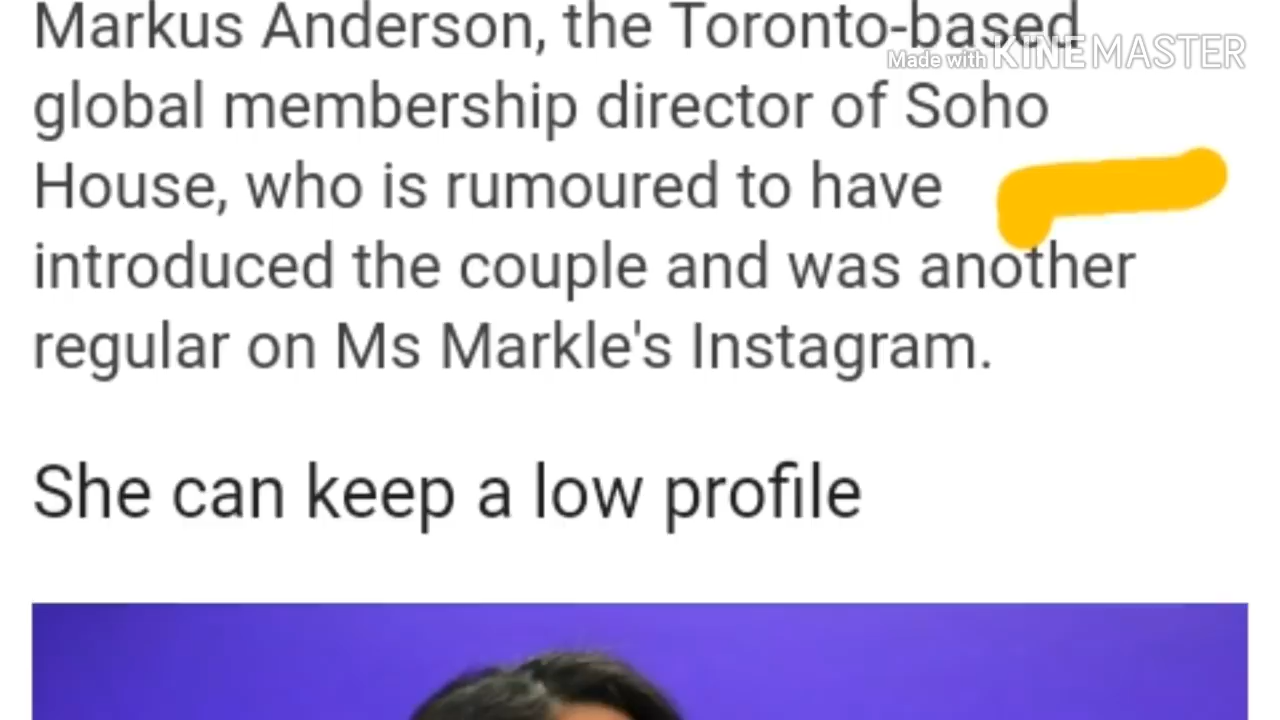 Markus Anderson, the Toronto-based
Made with KINEMASTER
global membership director of Soho
House, who is rumoured to have
introduced the couple and was another
regular on Ms Markle's Instagram.
She can keep a low profile